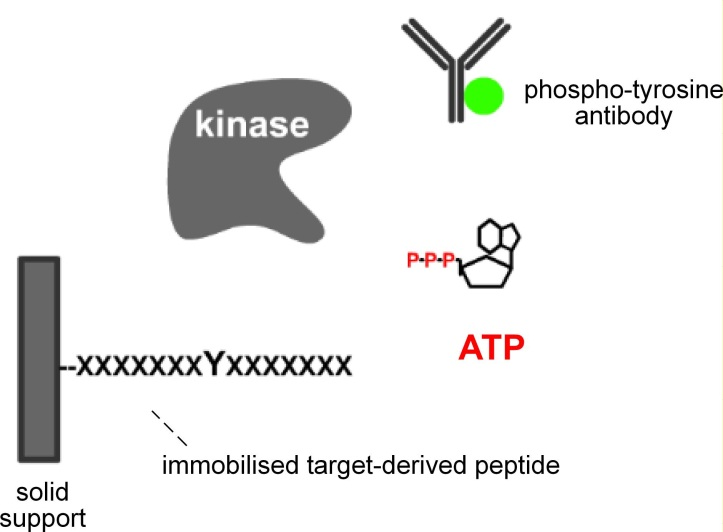 kinase
phospho-tyrosine
antibody
P-P-P
ATP
--XXXXXXXYXXXXXXX
immobilised target-derived peptide
solid
support